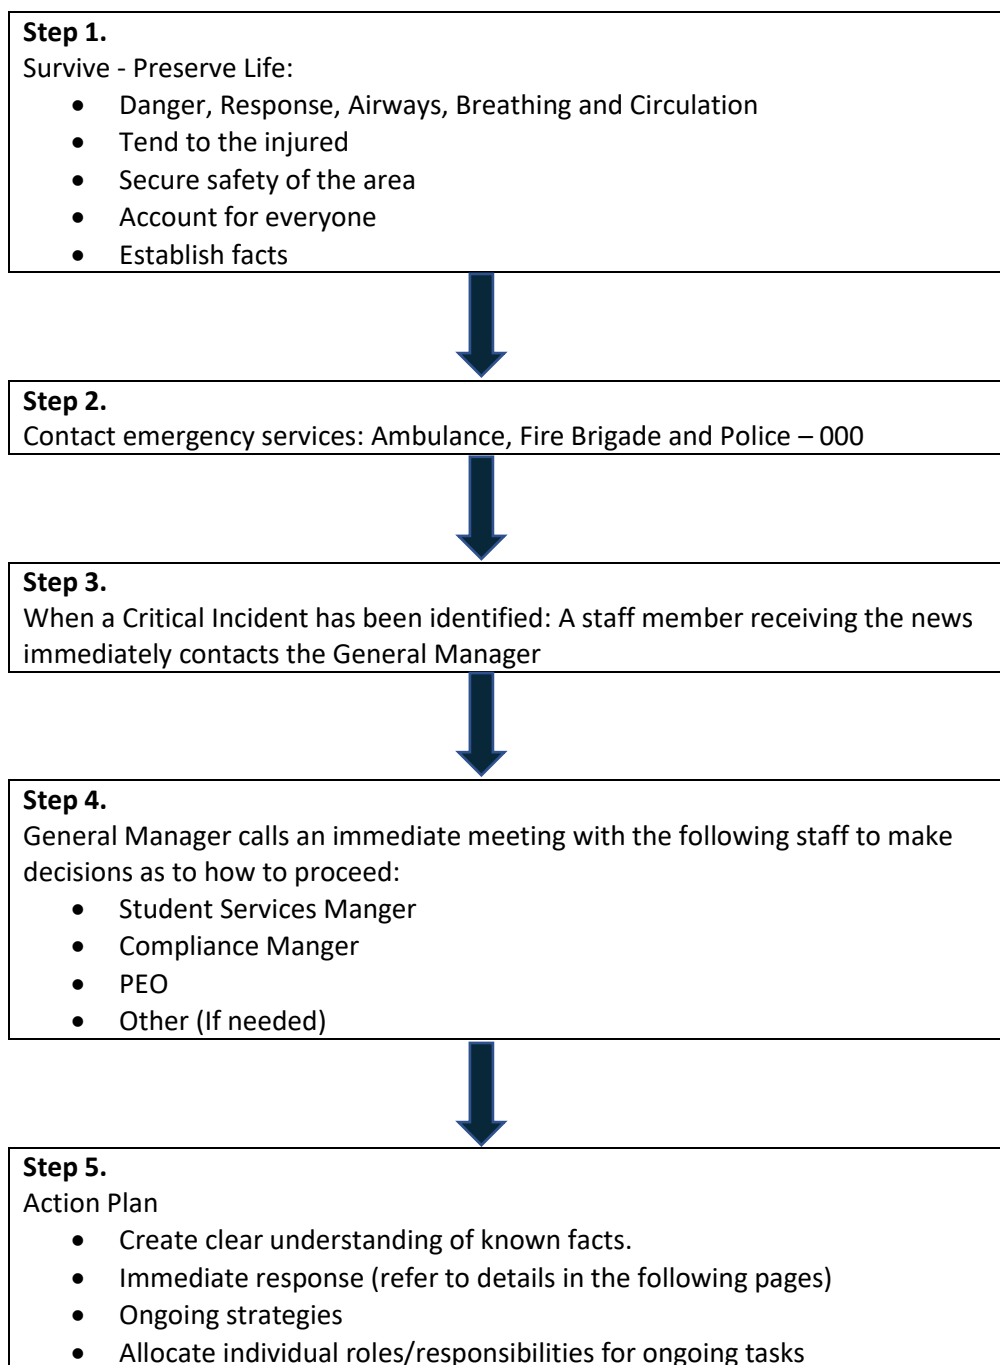 Step 1.
Survive - Preserve Life:
• Danger, Response, Airways, Breathing and Circulation
• Tend to the injured
• Secure safety of the area
• Account for everyone
• Establish facts
Step 2.
Contact emergency services: Ambulance, Fire Brigade and Police – 000
Step 3.
When a Critical Incident has been identified: A staff member receiving the news
immediately contacts the General Manager
Step 4.
General Manager calls an immediate meeting with the following staff to make
decisions as to how to proceed:
• Student Services Manger
• Compliance Manger
• PEO
• Other (If needed)
Step 5.
Action Plan
• Create clear understanding of known facts.
• Immediate response (refer to details in the following pages)
• Ongoing strategies
• Allocate individual roles/responsibilities for ongoing tasks